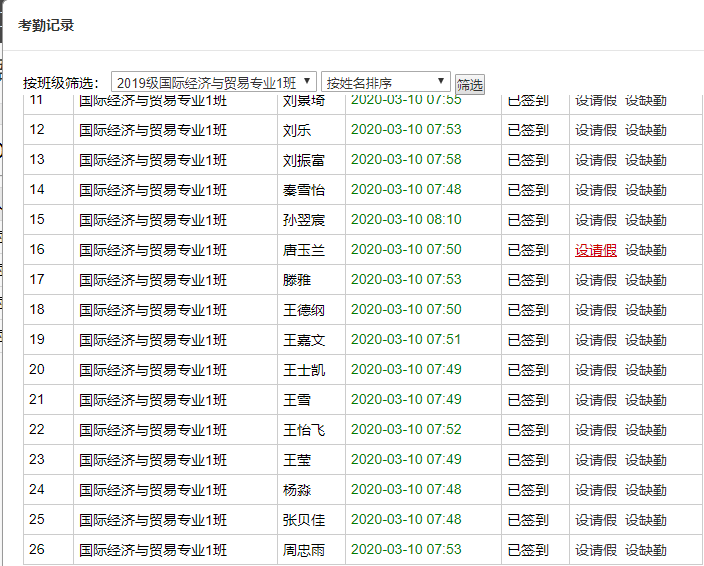 考勤记录
按班级筛选： 2019级国际经济与贸易专业1班 按姓名排序 筛选
11 国际经济与贸易专业1班 刘景琦 2020-03-10 07:55 已签到 设请假 设缺勤
12 国际经济与贸易专业1班 刘乐 2020-03-10 07:53 已签到 设请假 设缺勤
13 国际经济与贸易专业1班 刘振富 2020-03-10 07:58 已签到 设请假 设缺勤
14 国际经济与贸易专业1班 秦雪怡 2020-03-10 07:48 已签到 设请假 设缺勤
15 国际经济与贸易专业1班 孙翌宸 2020-03-10 08:10 已签到 设请假 设缺勤
16 国际经济与贸易专业1班 唐玉兰 2020-03-10 07:50 已签到 设请假 设缺勤
17 国际经济与贸易专业1班 滕雅 2020-03-10 07:53 已签到 设请假 设缺勤
18 国际经济与贸易专业1班 王德纲 2020-03-10 07:50 已签到 设请假 设缺勤
19 国际经济与贸易专业1班 王嘉文 2020-03-10 07:51 已签到 设请假 设缺勤
20 国际经济与贸易专业1班 王士凯 2020-03-10 07:49 已签到 设请假 设缺勤
21 国际经济与贸易专业1班 王雪 2020-03-10 07:49 已签到 设请假 设缺勤
22 国际经济与贸易专业1班 王怡飞 2020-03-10 07:52 已签到 设请假 设缺勤
23 国际经济与贸易专业1班 王莹 2020-03-10 07:49 已签到 设请假 设缺勤
24 国际经济与贸易专业1班 杨淼 2020-03-10 07:48 已签到 设请假 设缺勤
25 国际经济与贸易专业1班 张贝佳 2020-03-10 07:48 已签到 设请假 设缺勤
26 国际经济与贸易专业1班 周忠雨 2020-03-10 07:53 已签到 设请假 设缺勤